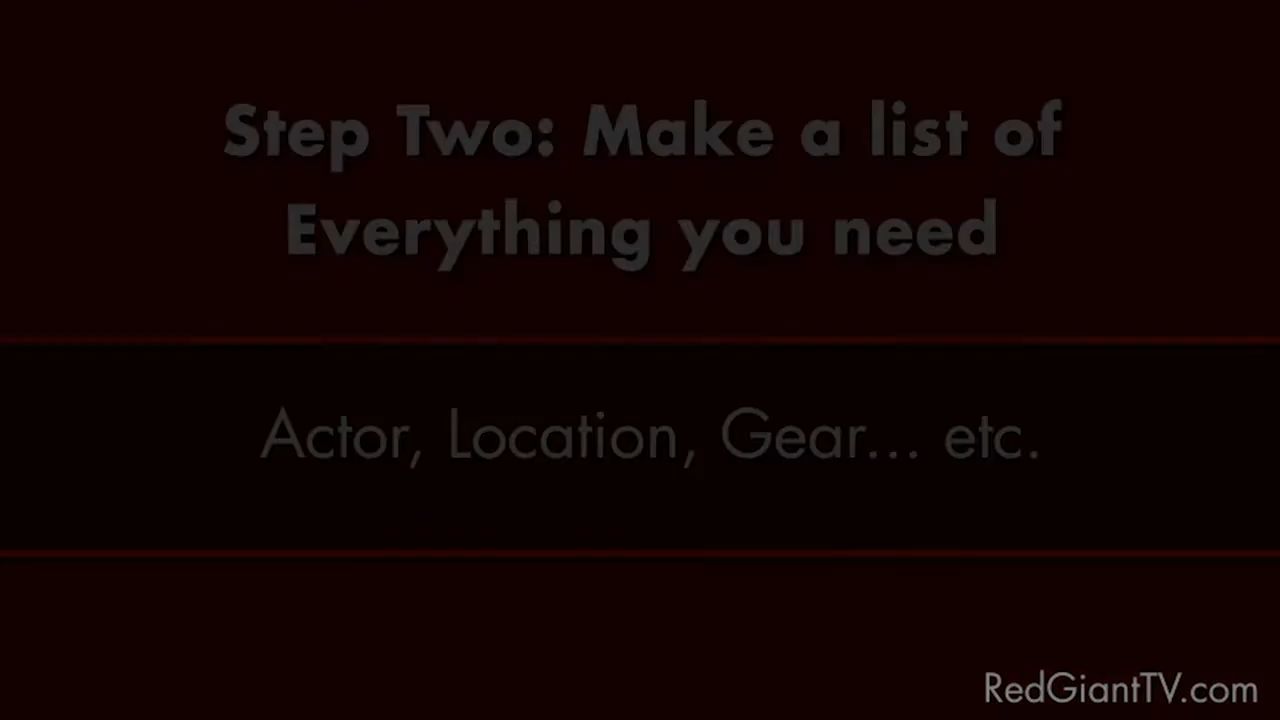 Step Two: Make a list of
Everything you need
Actor, Location, Gear... etc.
RedGiantTV.com